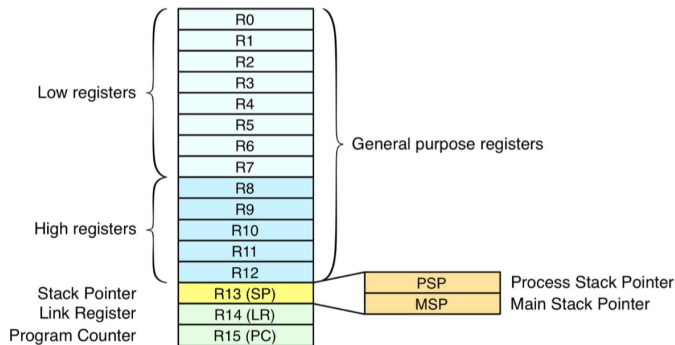 R0
R1
R2
R3
Low registers
R4
R5
R6
General purpose registers
R7
R8
R9
High registers
R10
R11
R12
PSP
Process Stack Pointer
Stack Pointer
R13 (SP)
MSP
Main Stack Pointer
Link Register
R14 (LR)
Program Counter
R15 (PC)